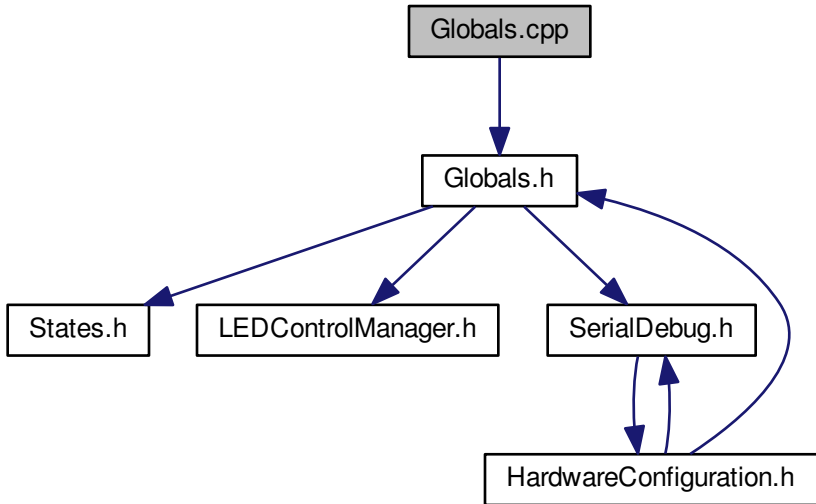 Globals.cpp
Globals.h
States.h
LEDControlManager.h
SerialDebug.h
HardwareConfiguration.h